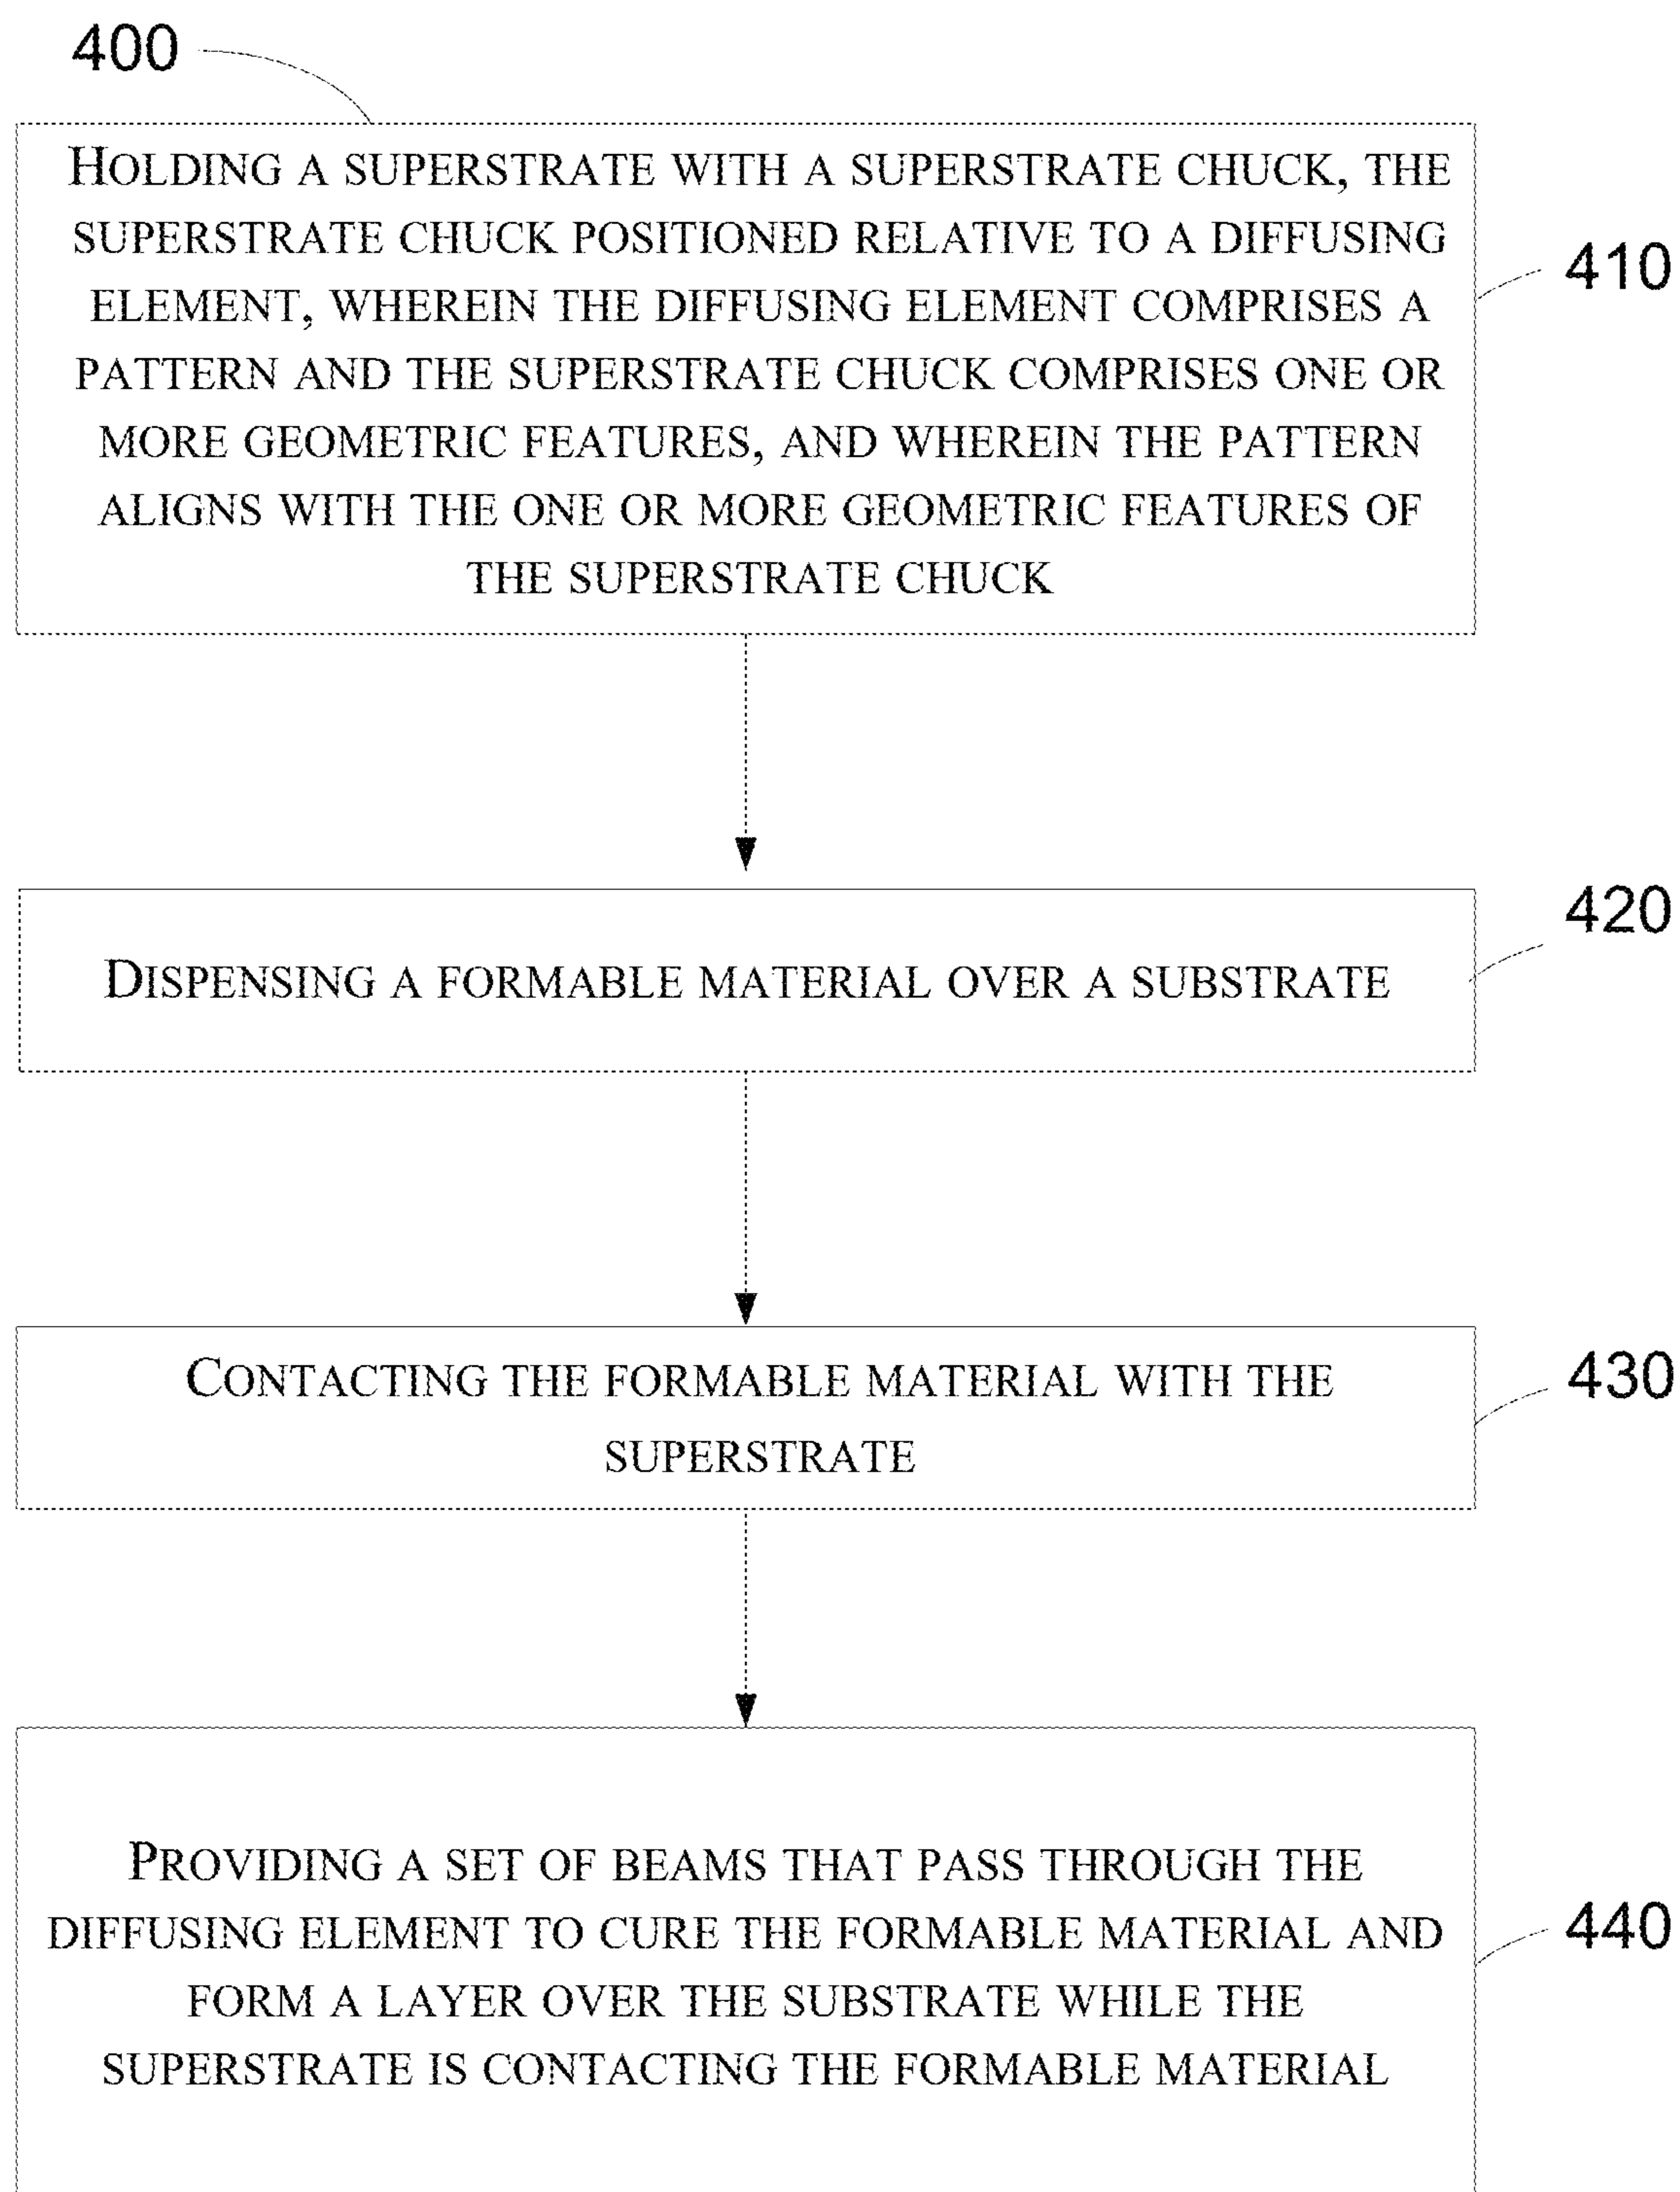 400
HOLDING A SUPERSTRATE WITH A SUPERSTRATE CHUCK, THE
SUPERSTRATE CHUCK POSITIONED RELATIVE TO A DIFFUSING
ELEMENT, WHEREIN THE DIFFUSING ELEMENT COMPRISES A
PATTERN AND THE SUPERSTRATE CHUCK COMPRISES ONE OR
MORE GEOMETRIC FEATURES, AND WHEREIN THE PATTERN
ALIGNS WITH THE ONE OR MORE GEOMETRIC FEATURES OF
THE SUPERSTRATE CHUCK
410
DISPENSING A FORMABLE MATERIAL OVER A SUBSTRATE
420
CONTACTING THE FORMABLE MATERIAL WITH THE
SUPERSTRATE
430
PROVIDING A SET OF BEAMS THAT PASS THROUGH THE
DIFFUSING ELEMENT TO CURE THE FORMABLE MATERIAL AND
FORM A LAYER OVER THE SUBSTRATE WHILE THE
SUPERSTRATE IS CONTACTING THE FORMABLE MATERIAL
440